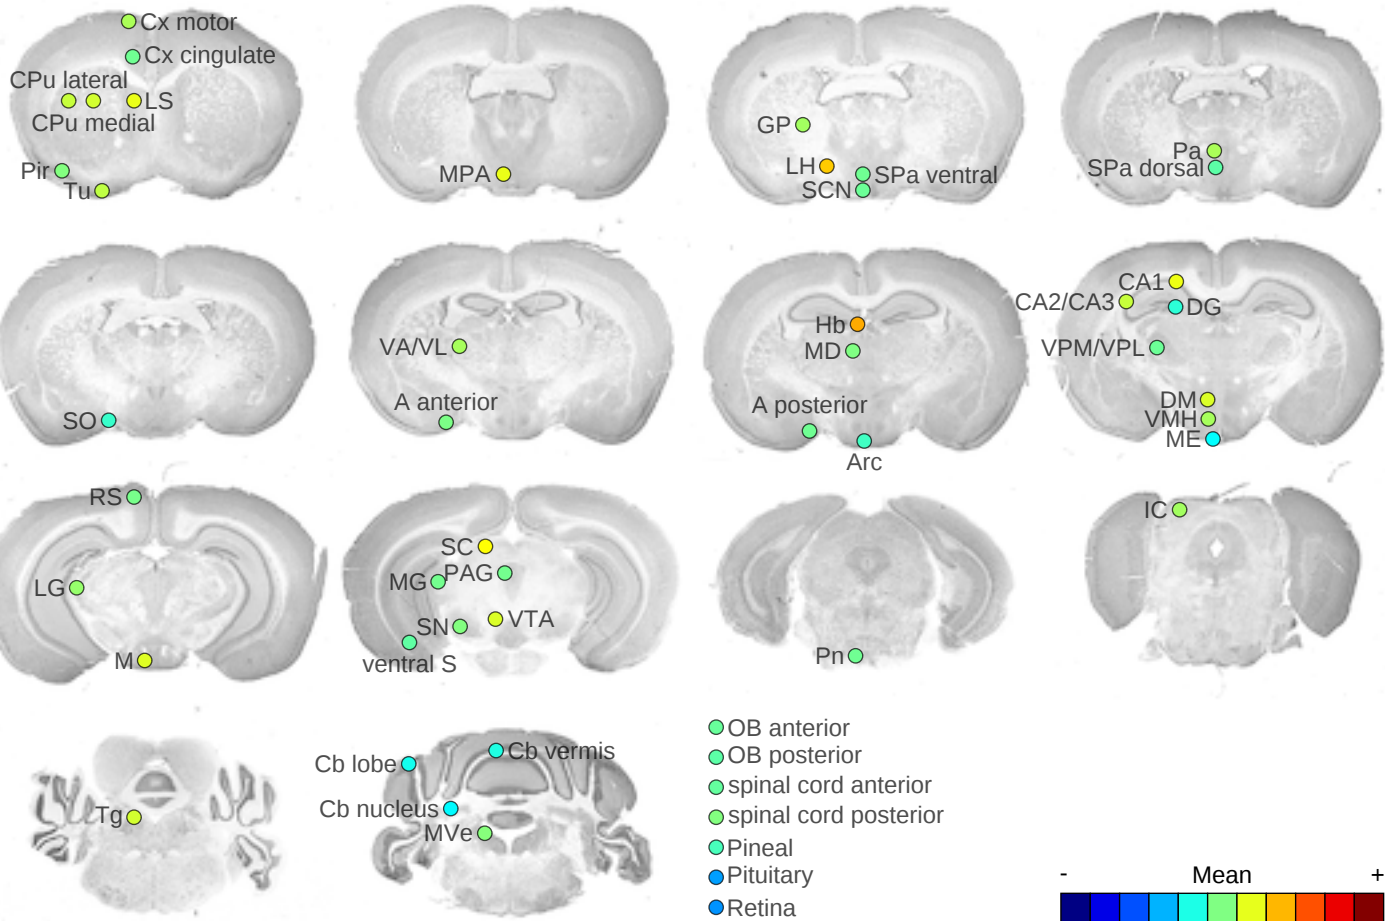 Cx motor
Cx cingulate
CPu lateral
LS
CPu medial
Pir
Tu
MPA
GP
LH
SPa ventral
SCN
Pa
SPa dorsal
SO
VA/VL
A anterior
Hb
MD
A posterior
Arc
CA1
CA2/CA3
DG
VPM/VPL
DM
VMH
ME
RS
LG
M
SC
MG
PAG
SN
VTA
ventral S
Pn
IC
Tg
Cb lobe
Cb vermis
Cb nucleus
MVe
OB anterior
OB posterior
spinal cord anterior
spinal cord posterior
Pineal
Pituitary
Retina
- Mean +